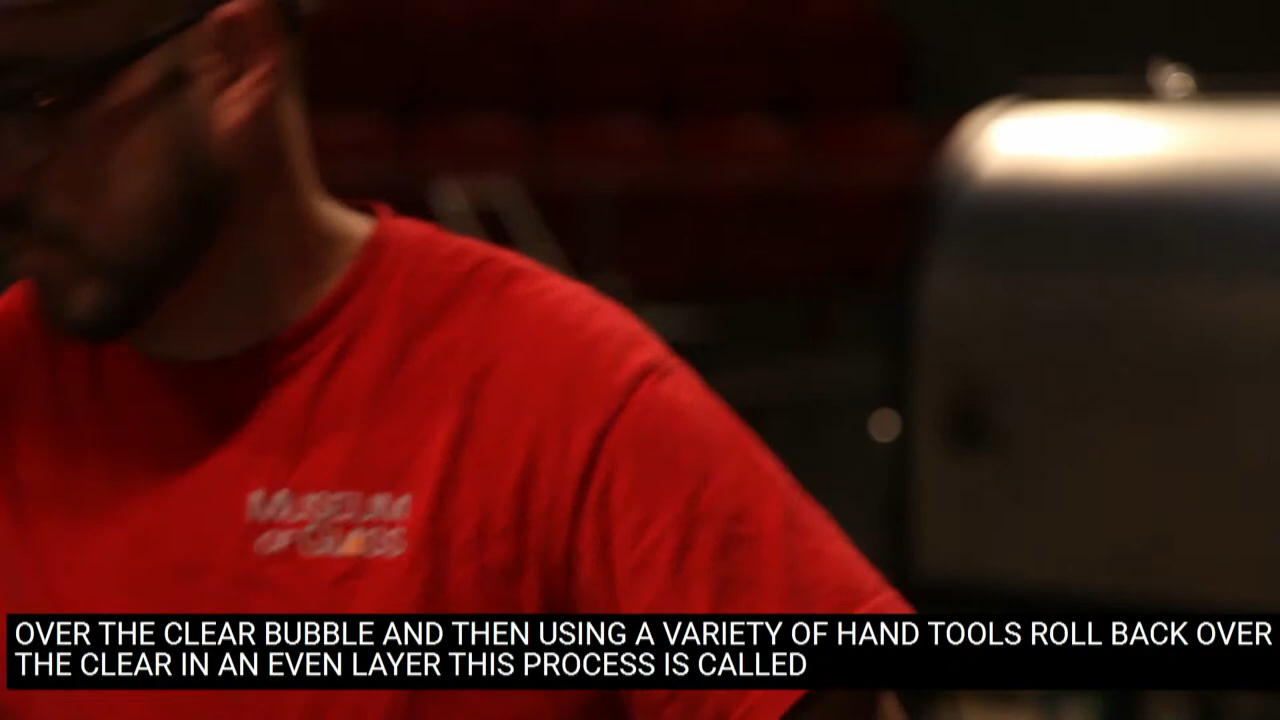 MUSEUM
OF GLASS
OVER THE CLEAR BUBBLE AND THEN USING A VARIETY OF HAND TOOLS ROLL BACK OVER
THE CLEAR IN AN EVEN LAYER THIS PROCESS IS CALLED